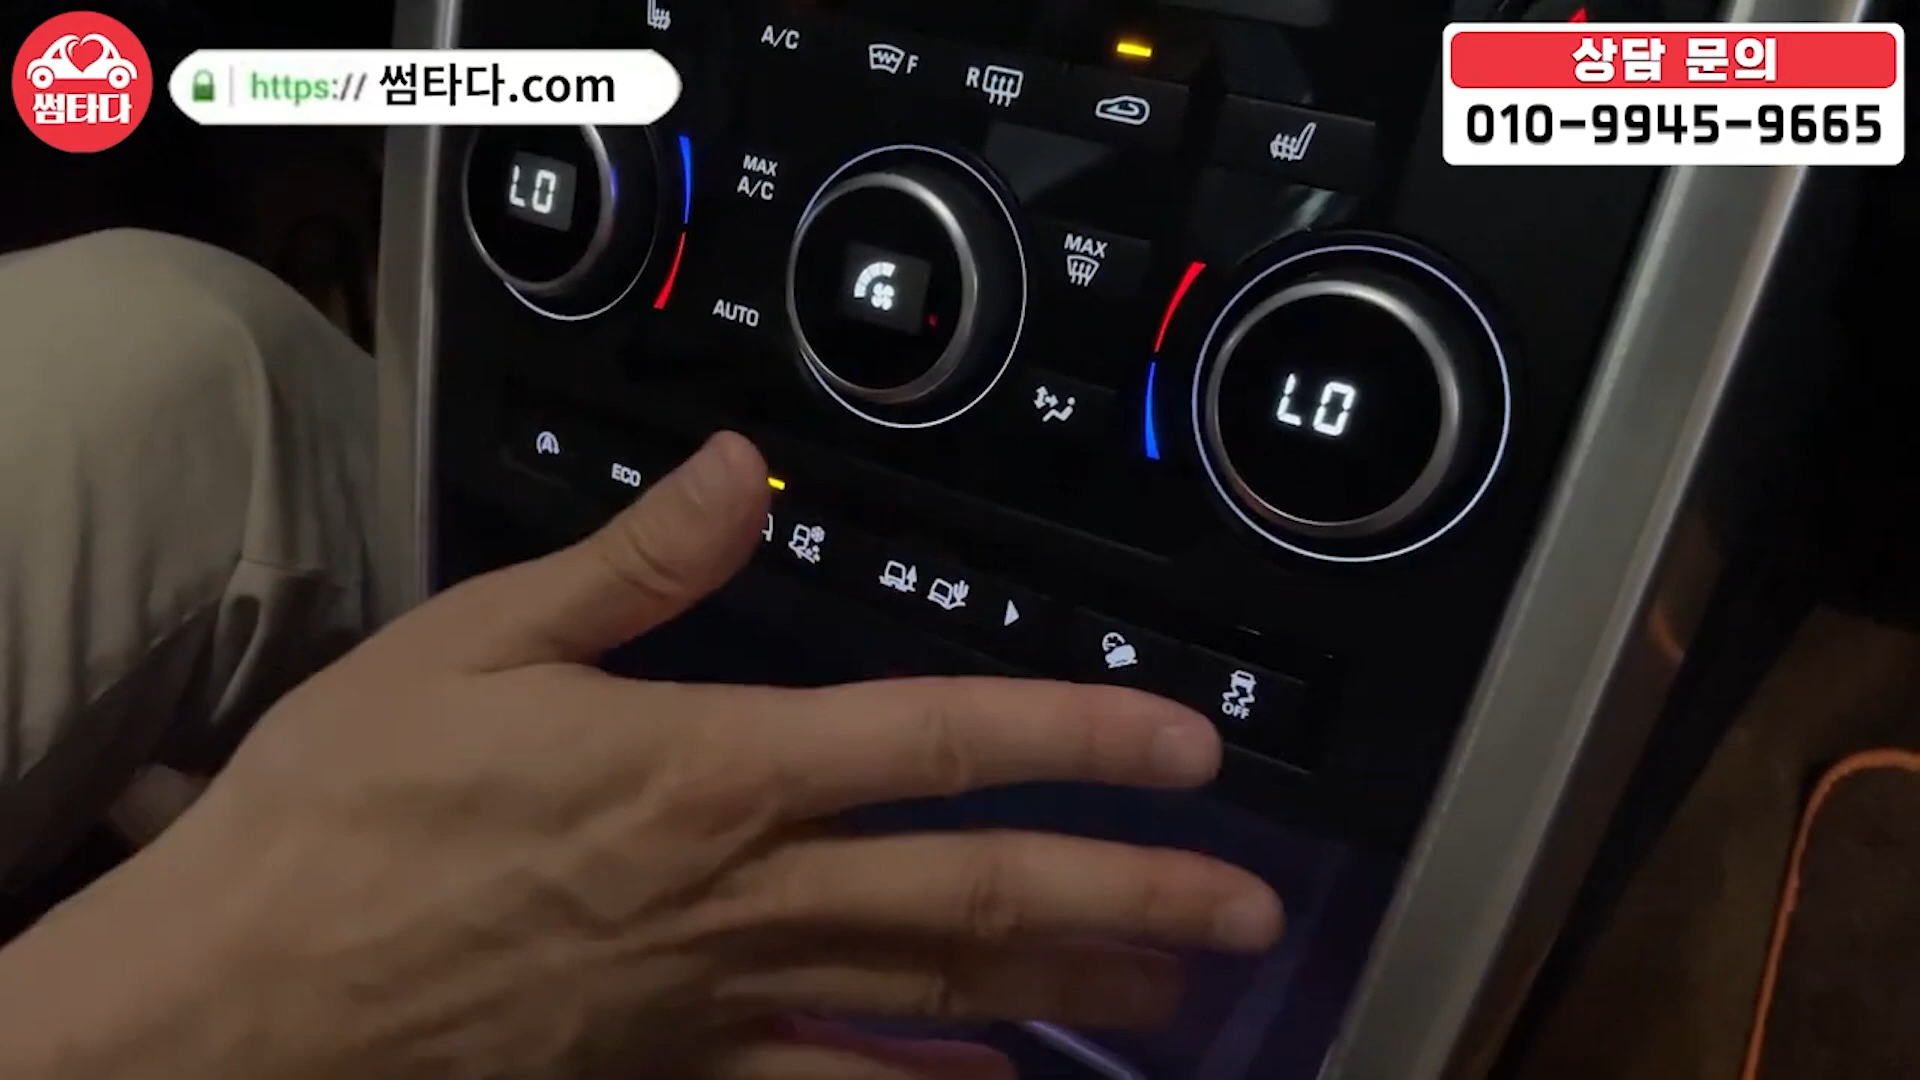 썸타다
https:// 썸타다.com
상담 문의
010-9945-9665
A/C
F
R
MAX
A/C
MAX
AUTO
LO
LO
ECO
OFF